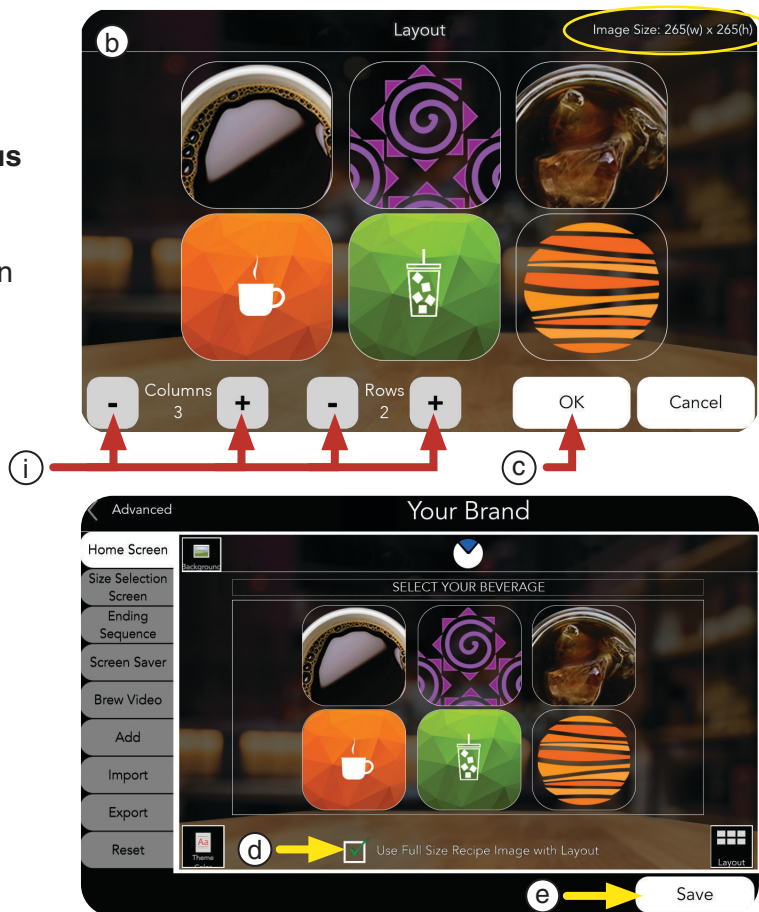 b
Layout
Image Size: 265(w) x 265(h)
us
n
- Columns + - Rows + OK Cancel
3 2
i
c
Advanced
Your Brand
Home Screen
Background
SELECT YOUR BEVERAGE
Size Selection
Screen
Ending
Sequence
Screen Saver
Brew Video
Add
Import
Export
Reset
Aa
Theme
Color
d
Use Full Size Recipe Image with Layout
Layout
e
Save